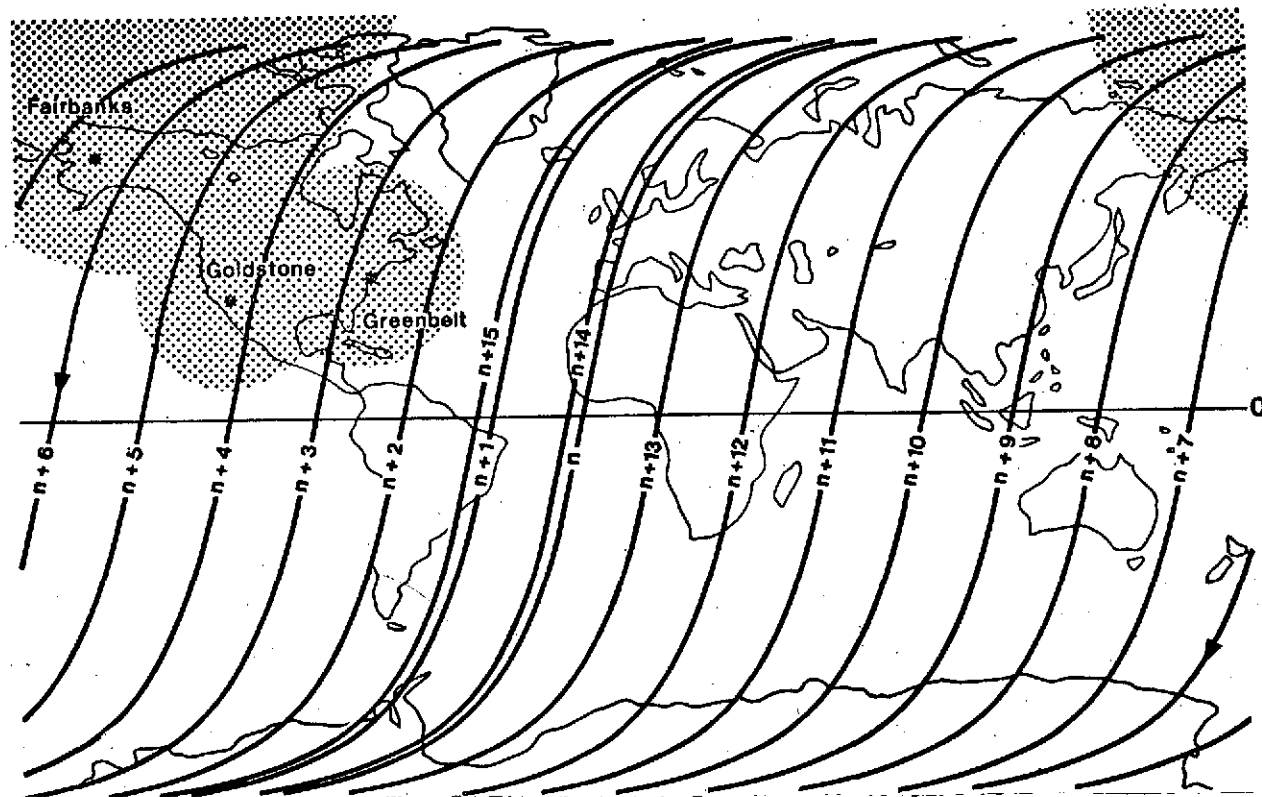 Fairbanks
Goldstone
Greenbelt
n+15
n+14
0
n + 6
n + 5
n + 4
n + 3
n + 2
n + 1
n
n+13
n+12
n+11
n+10
n + 9
n + 8
n + 7